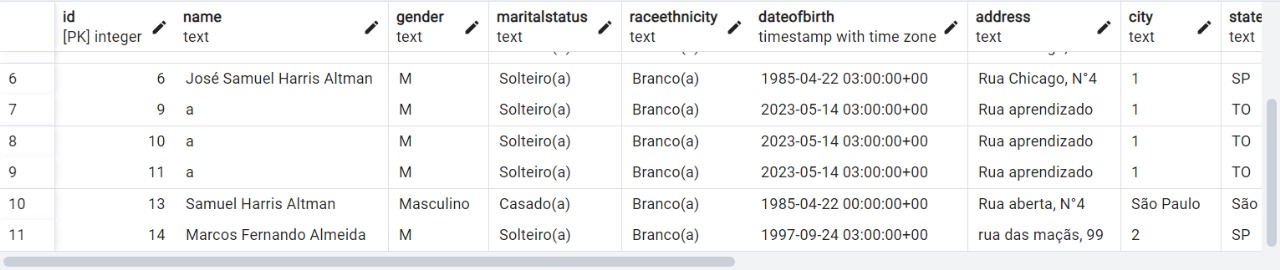 id name gender maritalstatus raceethnicity dateofbirth address city state
[PK] integer text text text text timestamp with time zone text text text
6 6 José Samuel Harris Altman M Solteiro(a) Branco(a) 1985-04-22 03:00:00+00 Rua Chicago, N°4 1 SP
7 9 a M Solteiro(a) Branco(a) 2023-05-14 03:00:00+00 Rua aprendizado 1 TO
8 10 a M Solteiro(a) Branco(a) 2023-05-14 03:00:00+00 Rua aprendizado 1 TO
9 11 a M Solteiro(a) Branco(a) 2023-05-14 03:00:00+00 Rua aprendizado 1 TO
10 13 Samuel Harris Altman Masculino Casado(a) Branco(a) 1985-04-22 00:00:00+00 Rua aberta, N°4 São Paulo São
11 14 Marcos Fernando Almeida M Solteiro(a) Branco(a) 1997-09-24 03:00:00+00 rua das maçãs, 99 2 SP